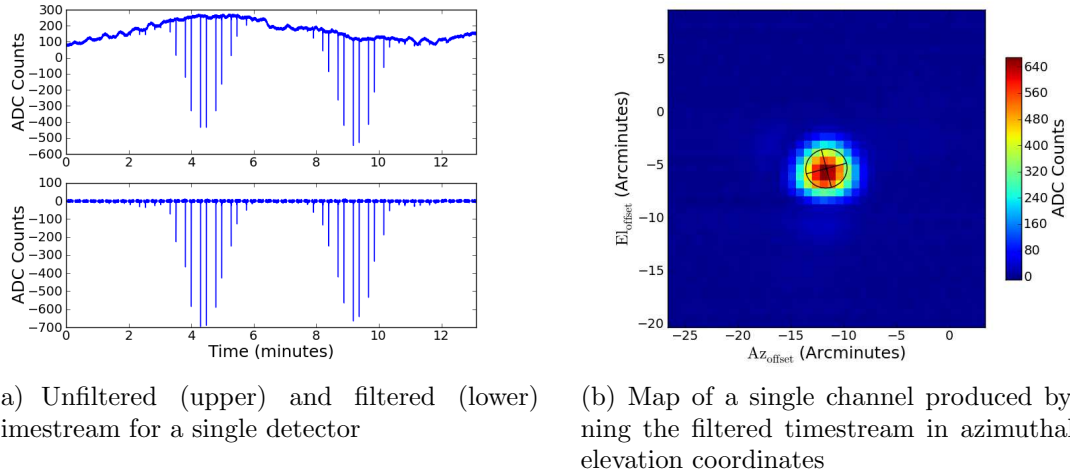 300
200
100
0
−100
−200
−300
−400
−500
−600
ADC Counts
0 2 4 6 8 10 12
100
0
−100
−200
−300
−400
−500
−600
−700
ADC Counts
0 2 4 6 8 10 12
Time (minutes)
5
0
−5
−10
−15
−20
El offset (Arcminutes)
−25 −20 −15 −10 −5 0
Az offset (Arcminutes)
640
560
480
400
320
240
160
80
0
ADC Counts
a) Unfiltered (upper) and filtered (lower)
imestream for a single detector
(b) Map of a single channel produced by
ning the filtered timestream in azimuthal
elevation coordinates